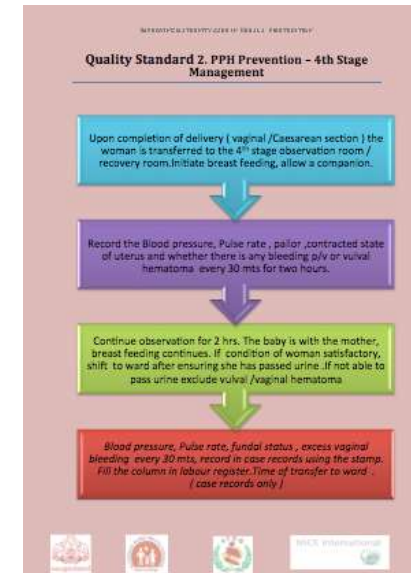 Quality Standard 2. PPH Prevention – 4th Stage
Management
Upon completion of delivery ( vaginal /Caesarean section ) the
woman is transferred to the 4th stage observation room /
recovery room.Initiate breast feeding, allow a companion.
Record the Blood pressure, Pulse rate , pallor ,contracted state
of uterus and whether there is any bleeding p/v or vulval
hematoma every 30 mts for two hours.
Continue observation for 2 hrs. The baby is with the mother,
breast feeding continues. If condition of woman satisfactory,
shift to ward after ensuring she has passed urine .If not able to
pass urine exclude vulval /vaginal hematoma
Blood pressure, Pulse rate, fundal status , excess vaginal
bleeding every 30 mts, record in case records using the stamp.
Fill the column in labour register.Time of transfer to ward .
( case records only )
NICE International